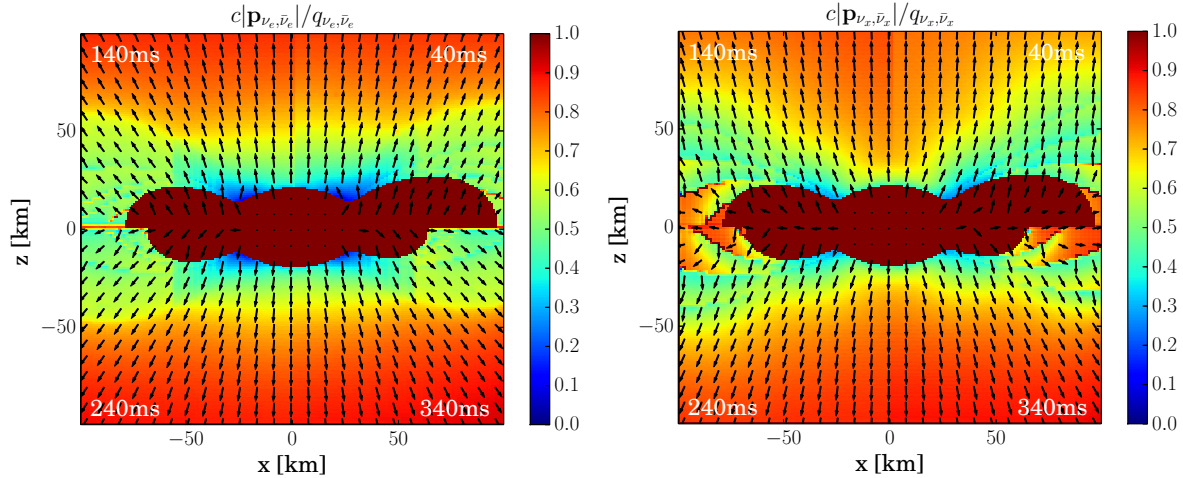 c|p_{ν_e,ν̄_e}|/q_{ν_e,ν̄_e}
140ms 40ms
50
0
−50
240ms 340ms
−50 0 50
x [km]
z [km]
1.0
0.9
0.8
0.7
0.6
0.5
0.4
0.3
0.2
0.1
0.0
c|p_{ν_x,ν̄_x}|/q_{ν_x,ν̄_x}
140ms 40ms
50
0
−50
240ms 340ms
−50 0 50
x [km]
z [km]
1.0
0.9
0.8
0.7
0.6
0.5
0.4
0.3
0.2
0.1
0.0